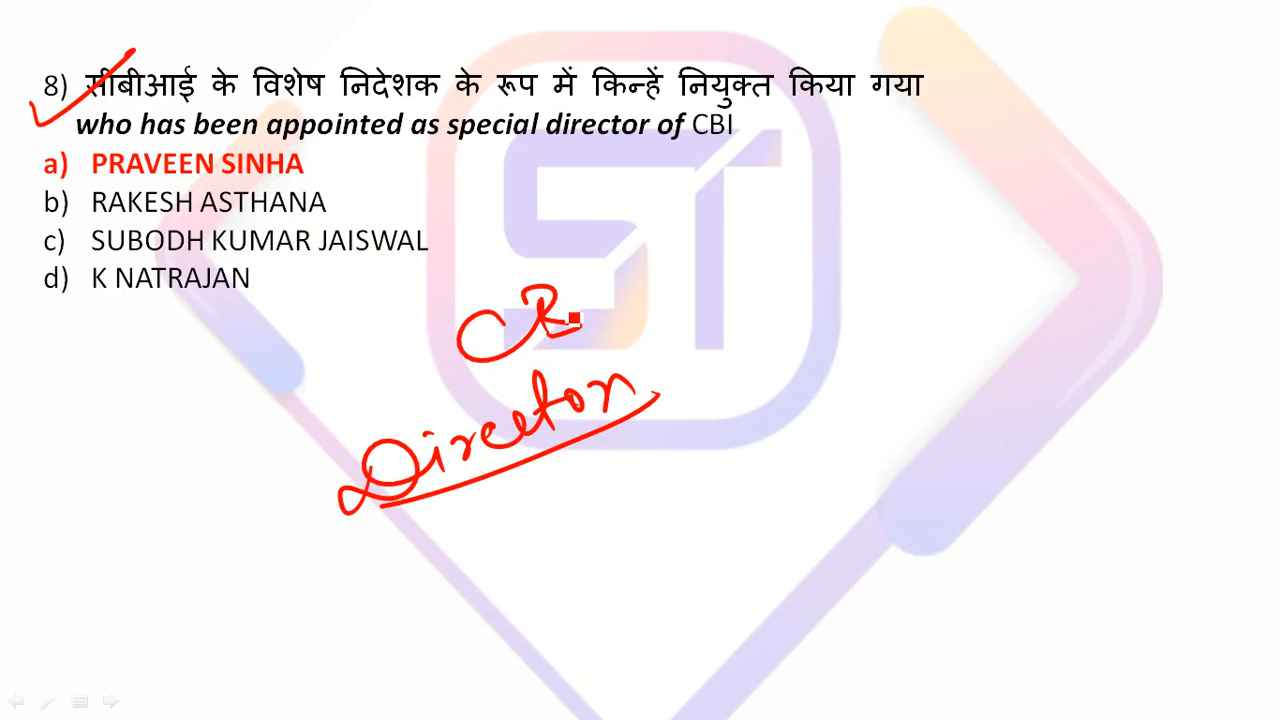 8) सीबीआई के विशेष निदेशक के रूप में किन्हें नियुक्त किया गया
who has been appointed as special director of CBI
a) PRAVEEN SINHA
b) RAKESH ASTHANA
c) SUBODH KUMAR JAISWAL
d) K NATRAJAN
ST
Director